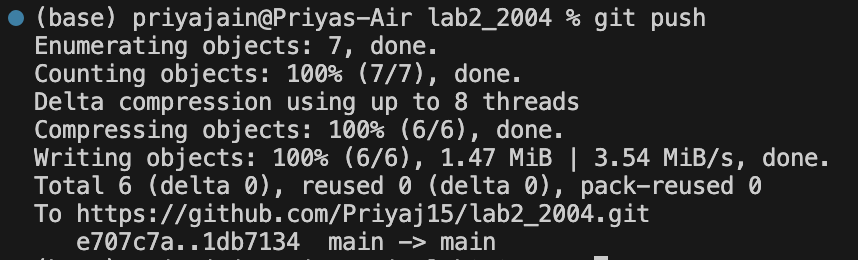 (base) priyajain@Priyas-Air lab2_2004 % git push
Enumerating objects: 7, done.
Counting objects: 100% (7/7), done.
Delta compression using up to 8 threads
Compressing objects: 100% (6/6), done.
Writing objects: 100% (6/6), 1.47 MiB | 3.54 MiB/s, done.
Total 6 (delta 0), reused 0 (delta 0), pack-reused 0
To https://github.com/Priyaj15/lab2_2004.git
   e707c7a..1db7134  main -> main